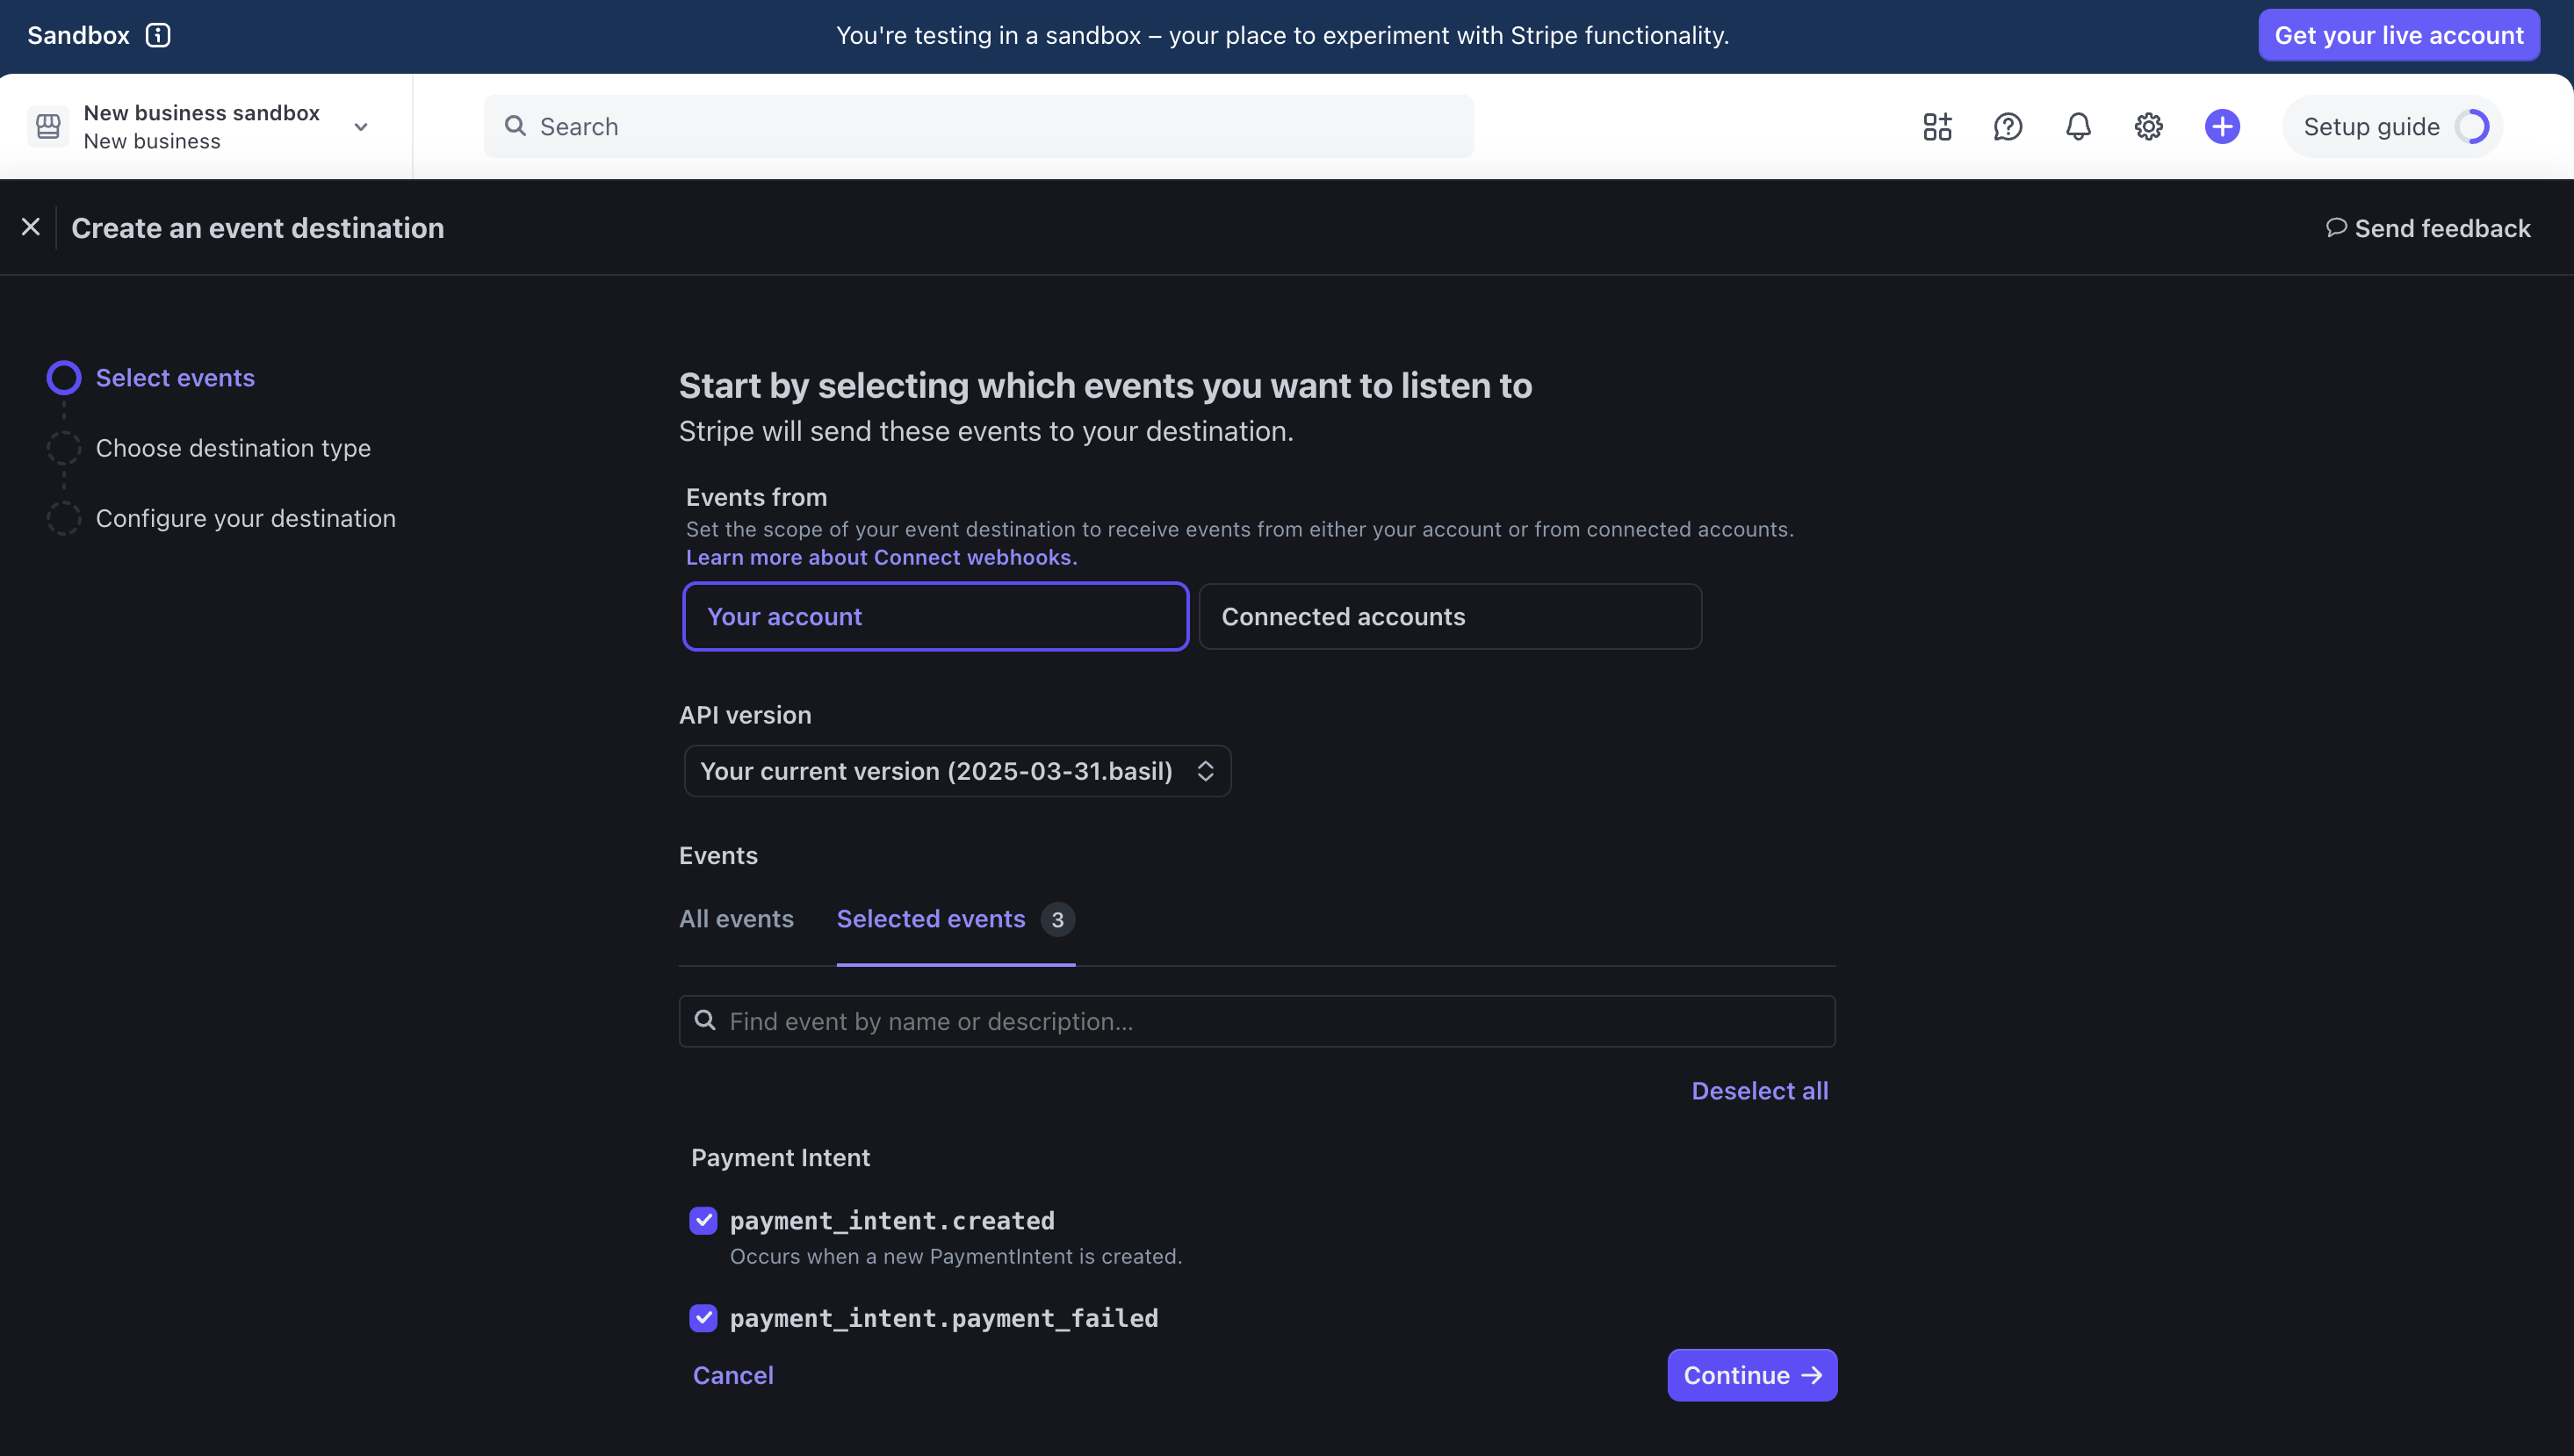 Sandbox
You're testing in a sandbox – your place to experiment with Stripe functionality.
Get your live account
New business sandbox
New business
Search
Setup guide
Create an event destination
Send feedback
Select events
Choose destination type
Configure your destination
Start by selecting which events you want to listen to
Stripe will send these events to your destination.
Events from
Set the scope of your event destination to receive events from either your account or from connected accounts.
Learn more about Connect webhooks.
Your account
Connected accounts
API version
Your current version (2025-03-31.basil)
Events
All events
Selected events 3
Find event by name or description...
Deselect all
Payment Intent
payment_intent.created
Occurs when a new PaymentIntent is created.
payment_intent.payment_failed
Cancel
Continue